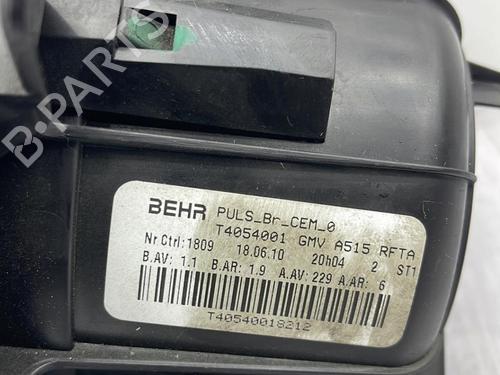 B-PARTS
BEHR PULS_Br_CEM_0
T4054001 GMV A515 RFTA
Nr Ctrl:1809 18.06.10 20h04 2 ST1
B.AV: 1.1 B.AR: 1.9 A.AV: 229 A.AR: 6
T40540018212